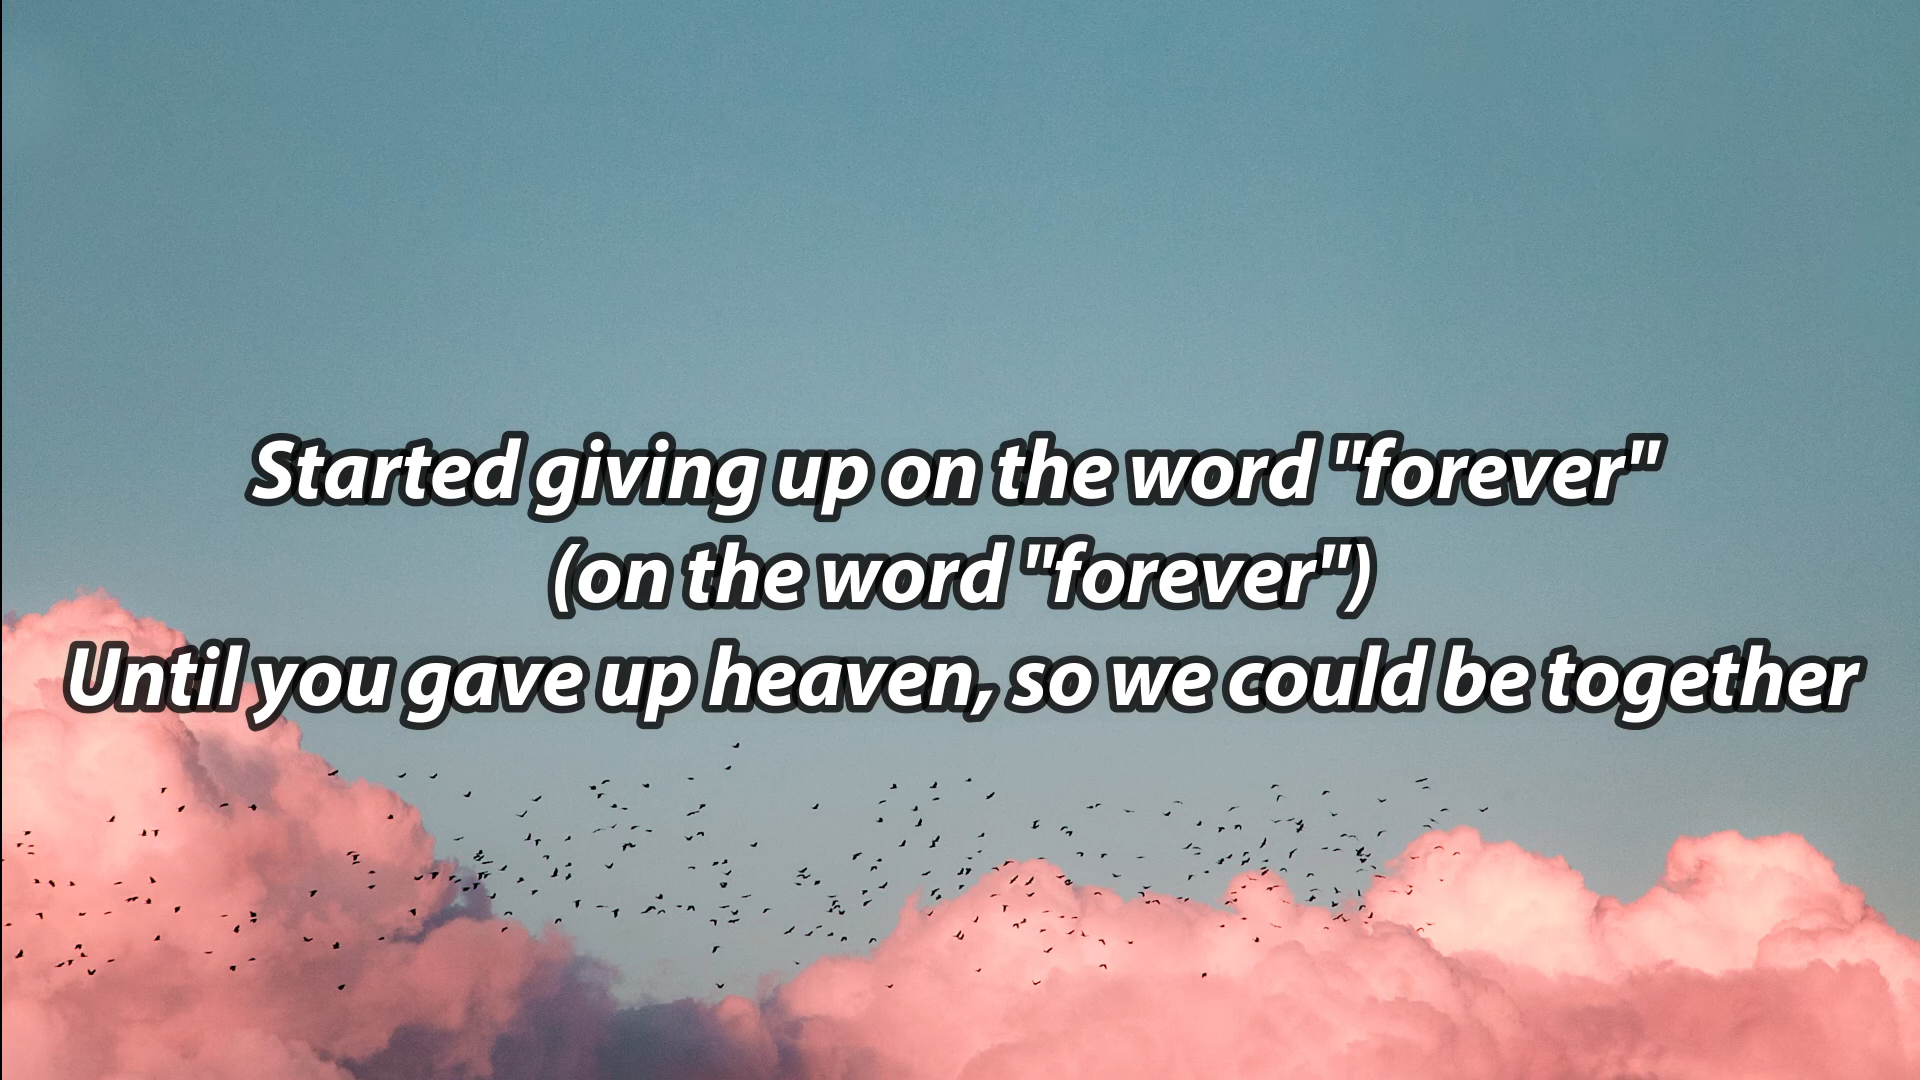 Started giving up on the word "forever"
(on the word "forever")
Until you gave up heaven, so we could be together